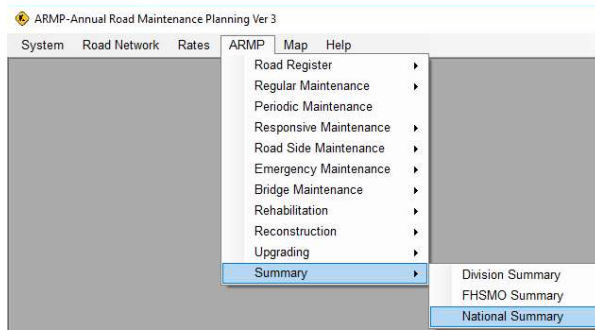 ARMP-Annual Road Maintenance Planning Ver 3
System Road Network Rates ARMP Map Help
Road Register
Regular Maintenance
Periodic Maintenance
Responsive Maintenance
Road Side Maintenance
Emergency Maintenance
Bridge Maintenance
Rehabilitation
Reconstruction
Upgrading
Summary
Division Summary
FHSMO Summary
National Summary